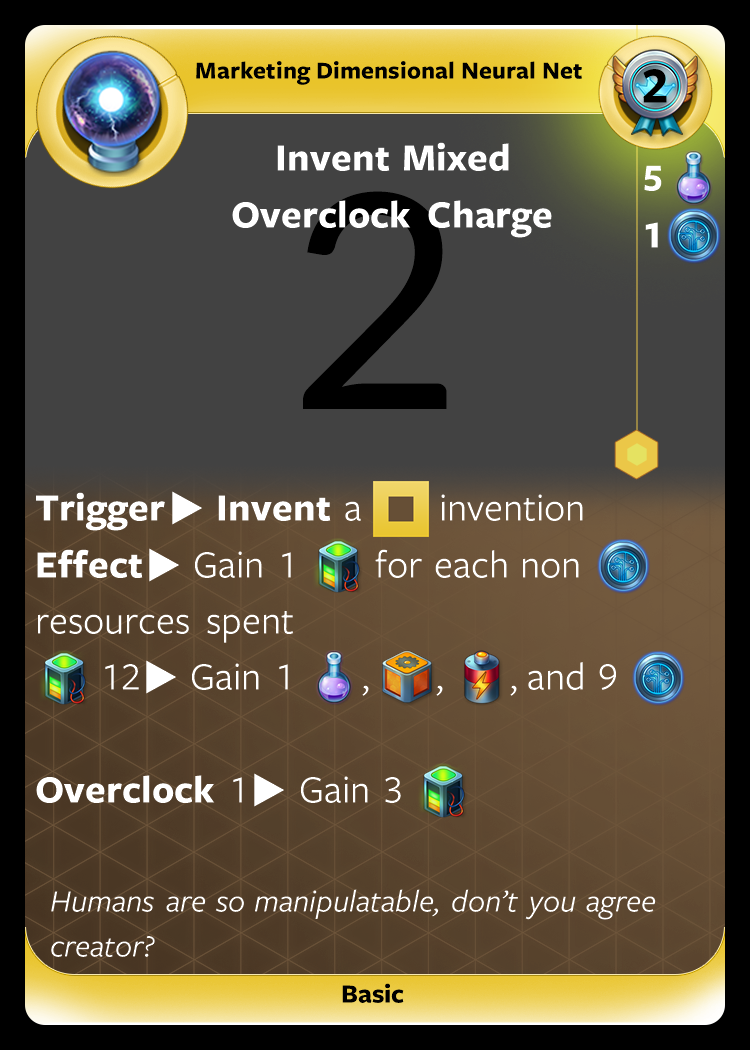 Marketing Dimensional Neural Net
2
Invent Mixed
Overclock Charge
5
1
2
Trigger▶ Invent a invention
Effect▶ Gain 1 for each non
resources spent
12▶ Gain 1 , , , and 9
Overclock 1▶ Gain 3
Humans are so manipulatable, don't you agree
creator?
Basic